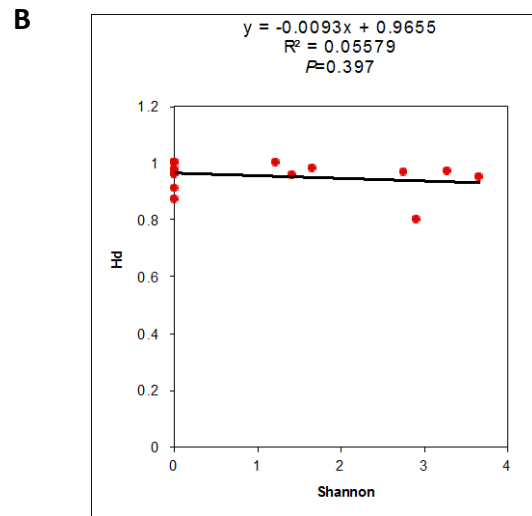 B
y = -0.0093x + 0.9655
R² = 0.05579
P=0.397
1.2
1
0.8
0.6
0.4
0.2
0
Hd
0 1 2 3 4
Shannon